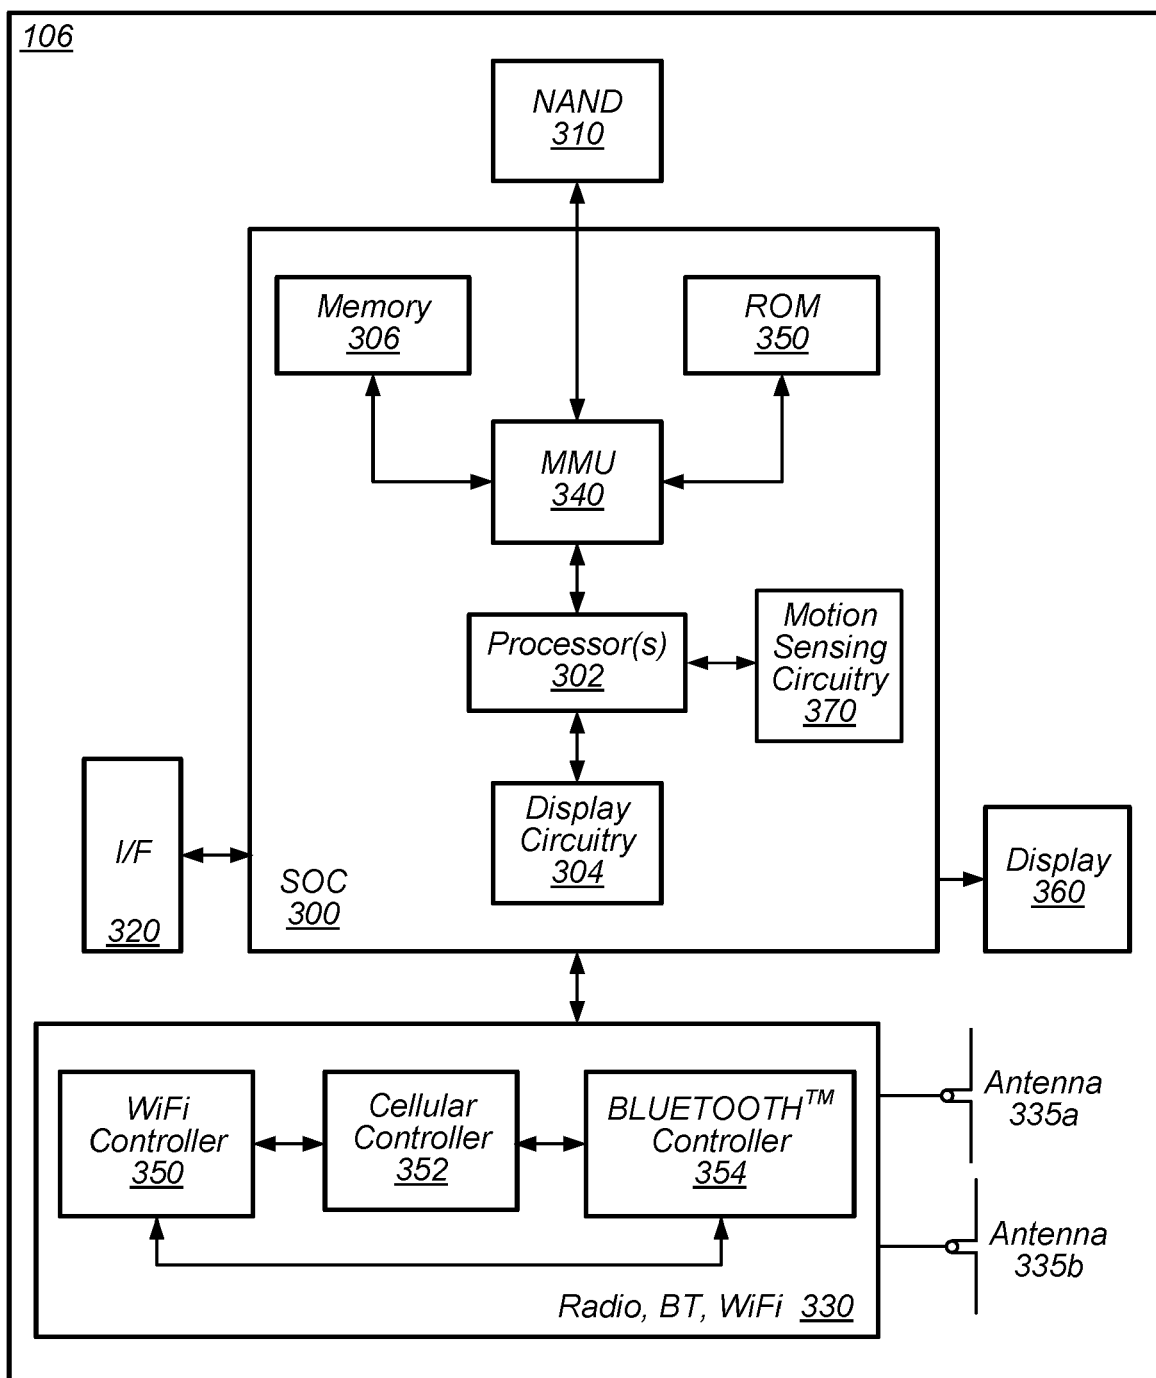 106
NAND
310
Memory
306
ROM
350
MMU
340
Processor(s)
302
Motion
Sensing
Circuitry
370
Display
Circuitry
304
I/F
320
SOC
300
Display
360
WiFi
Controller
350
Cellular
Controller
352
BLUETOOTH™
Controller
354
Antenna
335a
Antenna
335b
Radio, BT, WiFi 330